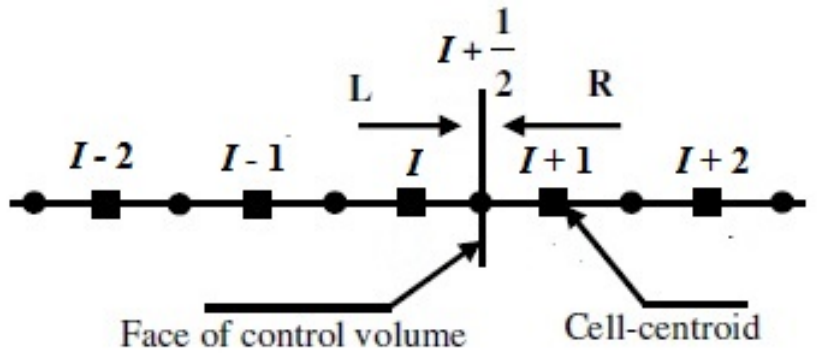 I + 1/2
L R
I - 2 I - 1 I I + 1 I + 2
Face of control volume Cell-centroid